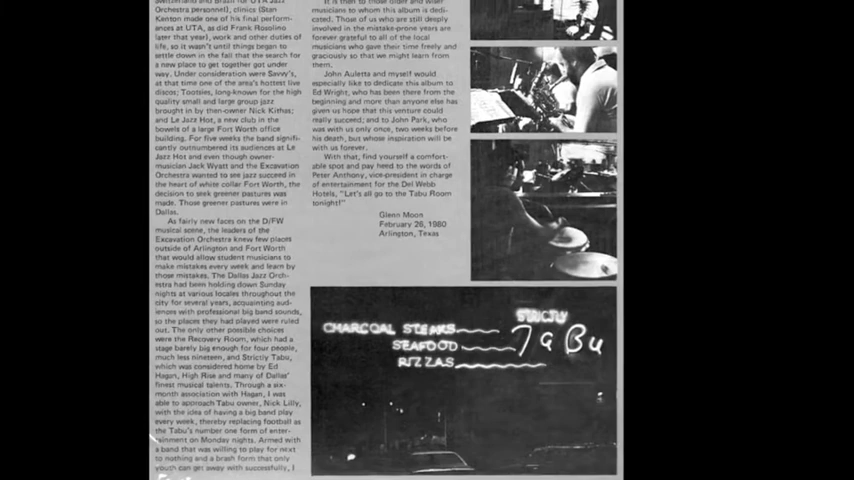 Switzerland and Brazil for UTA Jazz
Orchestra personnel), clinics (Stan
Kenton made one of his final perform-
ances at UTA, as did Frank Rosolino
later that year), work and other duties of
life, so it wasn't until things began to
settle down in the fall that the search for
a new place to get together got under
way. Under consideration were Savvy's,
at that time one of the area's hottest live
discos; Tootsies, long-known for the high
quality small and large group jazz
brought in by then-owner Nick Kithas;
and Le Jazz Hot, a new club in the
bowels of a large Fort Worth office
building. For five weeks the band signifi-
cantly outnumbered its audiences at Le
Jazz Hot and even though owner-
musician Jack Wyatt and the Excavation
Orchestra wanted to see jazz succeed in
the heart of white collar Fort Worth, the
decision to seek greener pastures was
made. Those greener pastures were in
Dallas.
As fairly new faces on the D/FW
musical scene, the leaders of the
Excavation Orchestra knew few places
outside of Arlington and Fort Worth
that would allow student musicians to
make mistakes every week and learn by
those mistakes. The Dallas Jazz Orch-
estra had been holding down Sunday
nights at various locales throughout the
city for several years, acquainting aud-
iences with professional big band sounds,
so the places they had played were ruled
out. The only other possible choices
were the Recovery Room, which had a
stage barely big enough for four people,
much less nineteen, and Strictly Tabu,
which was considered home by Ed
Hagan, High Rise and many of Dallas'
finest musical talents. Through a six-
month association with Hagan, I was
able to approach Tabu owner, Nick Lilly,
with the idea of having a big band play
every week, thereby replacing football as
the Tabu's number one form of enter-
tainment on Monday nights. Armed with
a band that was willing to play for next
to nothing and a brash form that only
youth can get away with successfully, I
It is then to those older and wiser
musicians to whom this album is dedi-
cated. Those of us who are still deeply
involved in the mistake-prone years are
forever grateful to all of the local
musicians who gave their time freely and
graciously so that we might learn from
them.
John Auletta and myself would
especially like to dedicate this album to
Ed Wright, who has been there from the
beginning and more than anyone else has
given us hope that this venture could
really succeed; and to John Park, who
was with us only once, two weeks before
his death, but whose inspiration will be
with us forever.
With that, find yourself a comfort-
able spot and pay heed to the words of
Peter Anthony, vice-president in charge
of entertainment for the Del Webb
Hotels, "Let's all go to the Tabu Room
tonight!"
Glenn Moon
February 26, 1980
Arlington, Texas
STRICTLY
TaBu
CHARCOAL STEAKS
SEAFOOD
PIZZAS